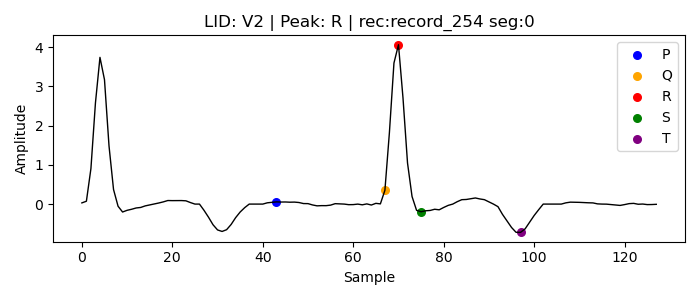 LID: V2 | Peak: R | rec:record_254 seg:0
Amplitude
4
3
2
1
0
P
Q
R
S
T
0 20 40 60 80 100 120
Sample